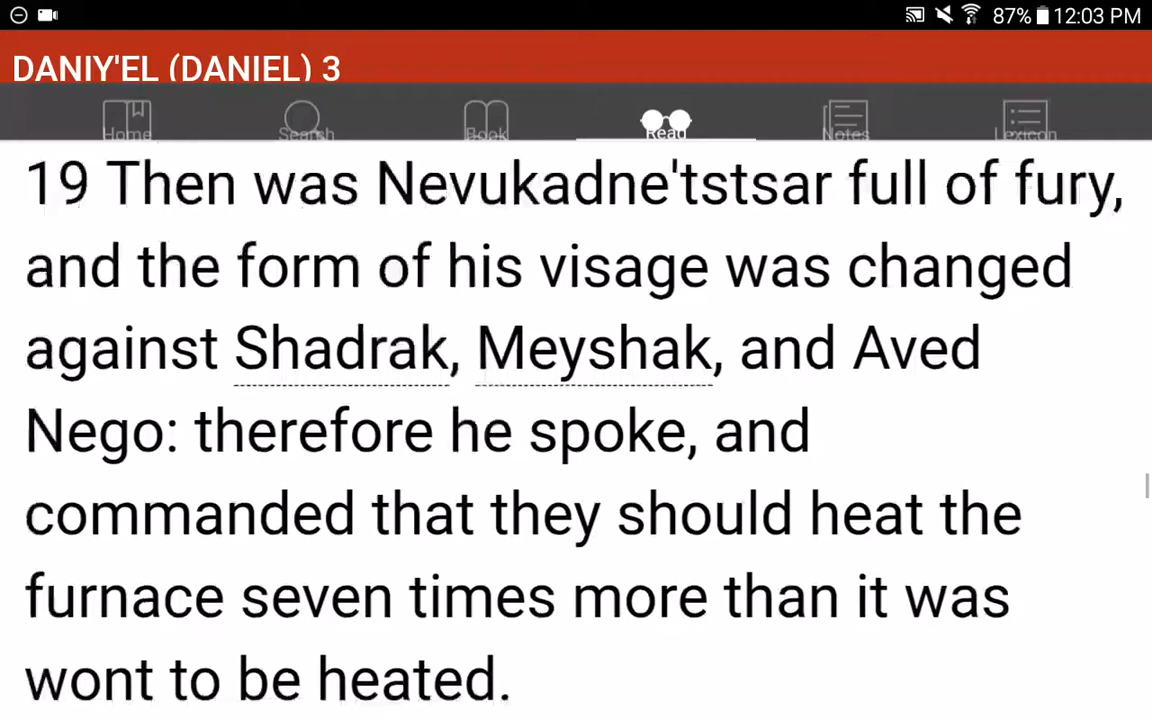 87% 12:03 PM
DANIY'EL (DANIEL) 3
Home Search Book Read Notes Lexicon
19 Then was Nevukadne'tstsar full of fury,
and the form of his visage was changed
against Shadrak, Meyshak, and Aved
Nego: therefore he spoke, and
commanded that they should heat the
furnace seven times more than it was
wont to be heated.